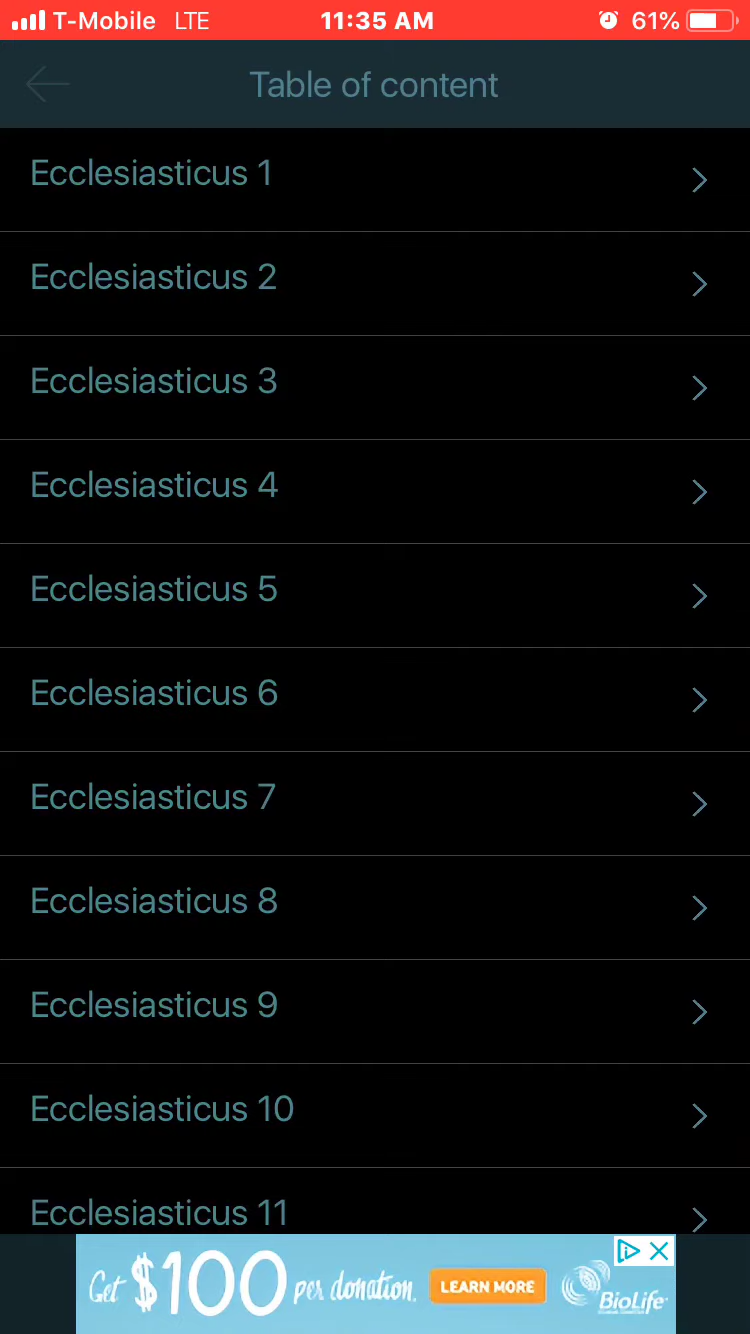 T-Mobile LTE 11:35 AM 61%
Table of content
Ecclesiasticus 1
Ecclesiasticus 2
Ecclesiasticus 3
Ecclesiasticus 4
Ecclesiasticus 5
Ecclesiasticus 6
Ecclesiasticus 7
Ecclesiasticus 8
Ecclesiasticus 9
Ecclesiasticus 10
Ecclesiasticus 11
Get $100 per donation. LEARN MORE BioLife